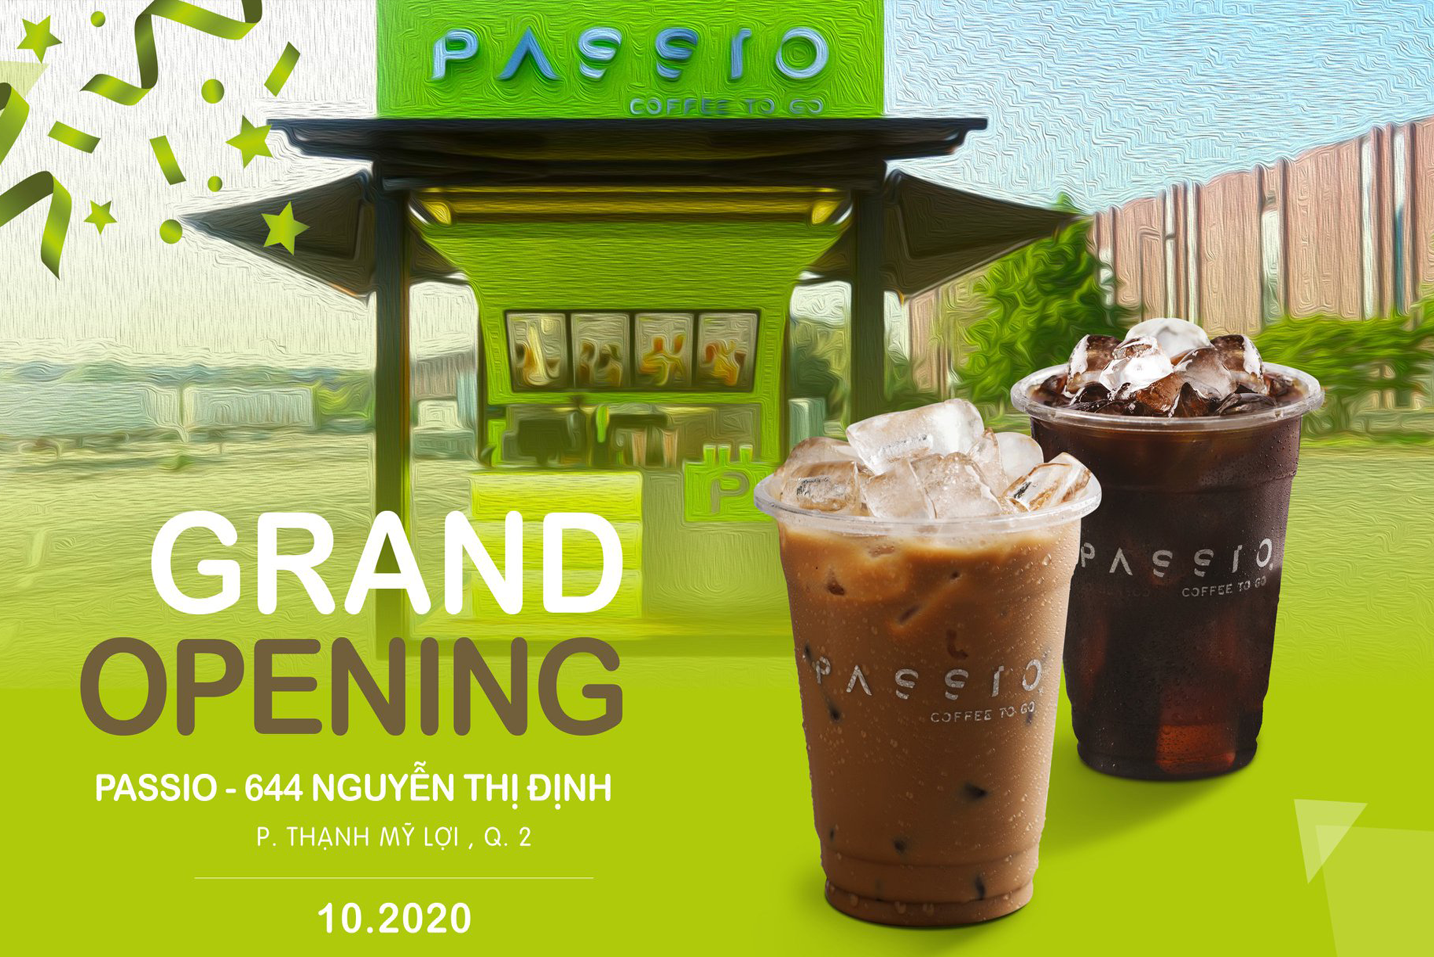 PASSIO
COFFEE TO GO
P
PASSIO
COFFEE TO GO
PASSIO
COFFEE TO GO
GRAND
OPENING
PASSIO - 644 NGUYỄN THỊ ĐỊNH
P. THẠNH MỸ LỢI , Q. 2
10.2020